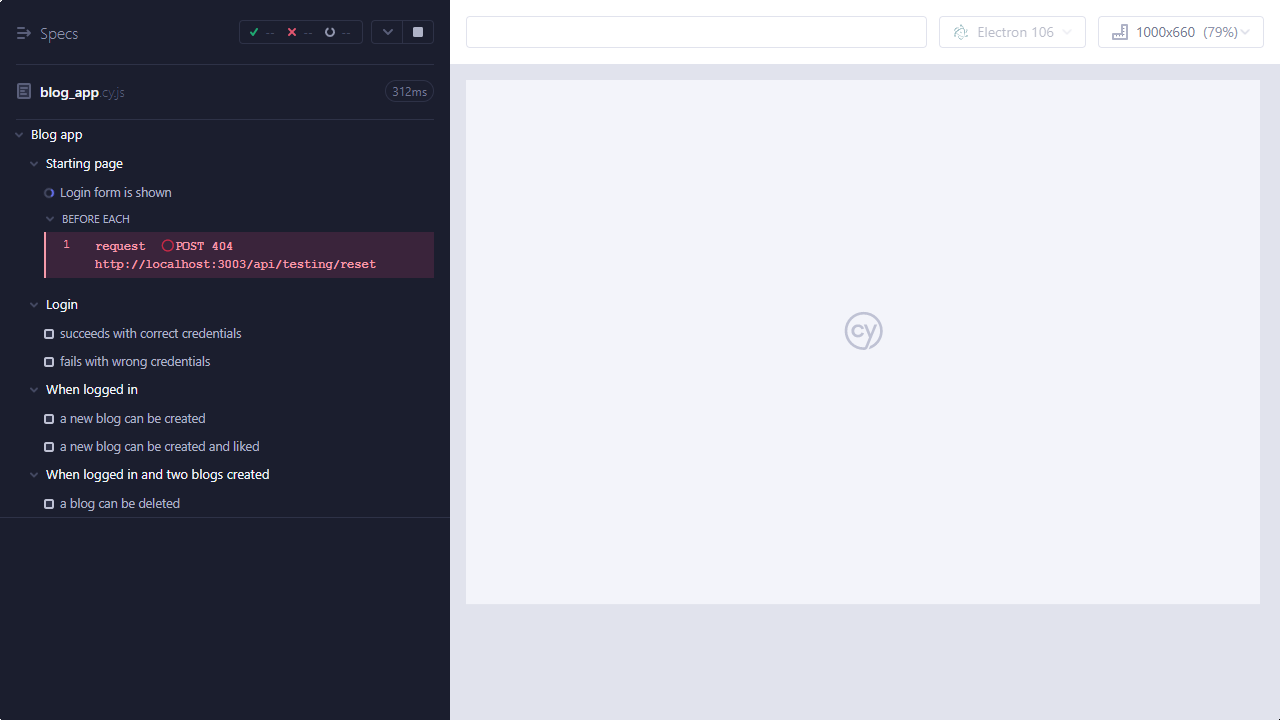 Specs
-- -- --
Electron 106
1000x660 (79%)
blog_app.cy.js
312ms
Blog app
Starting page
Login form is shown
BEFORE EACH
1 request POST 404
http://localhost:3003/api/testing/reset
Login
succeeds with correct credentials
fails with wrong credentials
When logged in
a new blog can be created
a new blog can be created and liked
When logged in and two blogs created
a blog can be deleted
cy